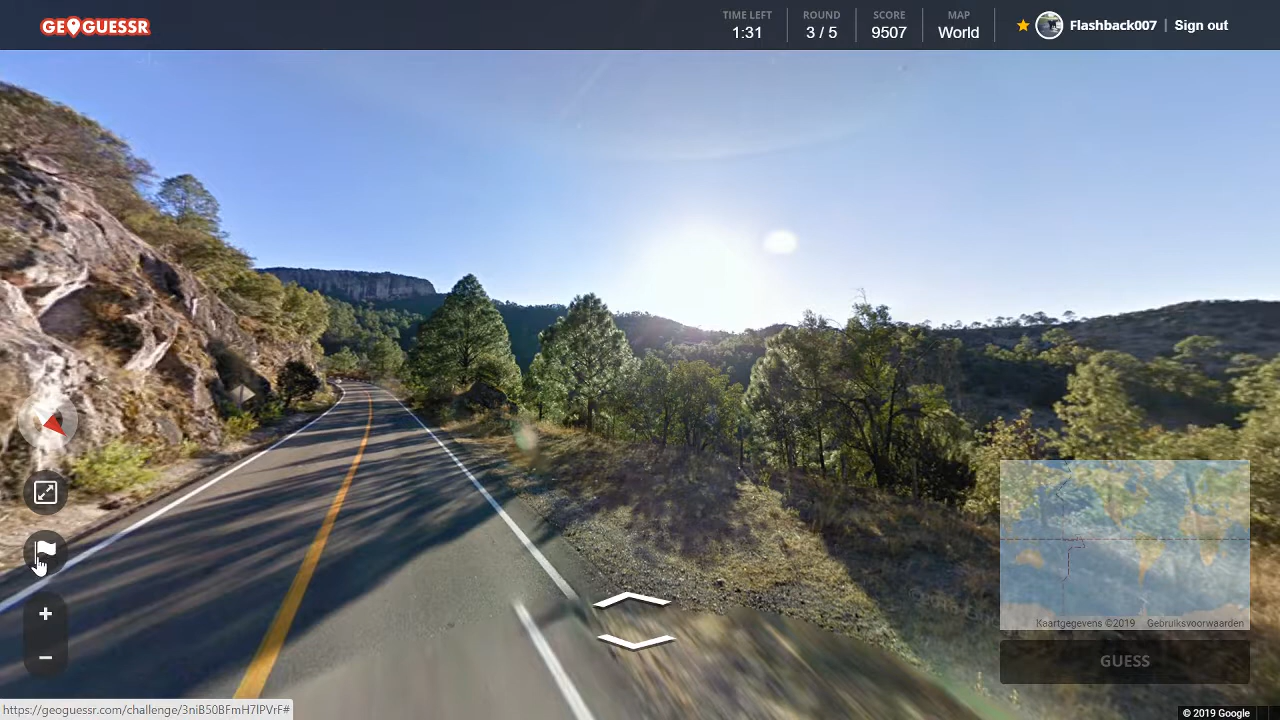 GEOGUESSR
TIME LEFT
1:31
ROUND
3 / 5
SCORE
9507
MAP
World
Flashback007 | Sign out
Kaartgegevens ©2019 Gebruiksvoorwaarden
GUESS
https://geoguessr.com/challenge/3niB50BFmH7lPVrF#
© 2019 Google